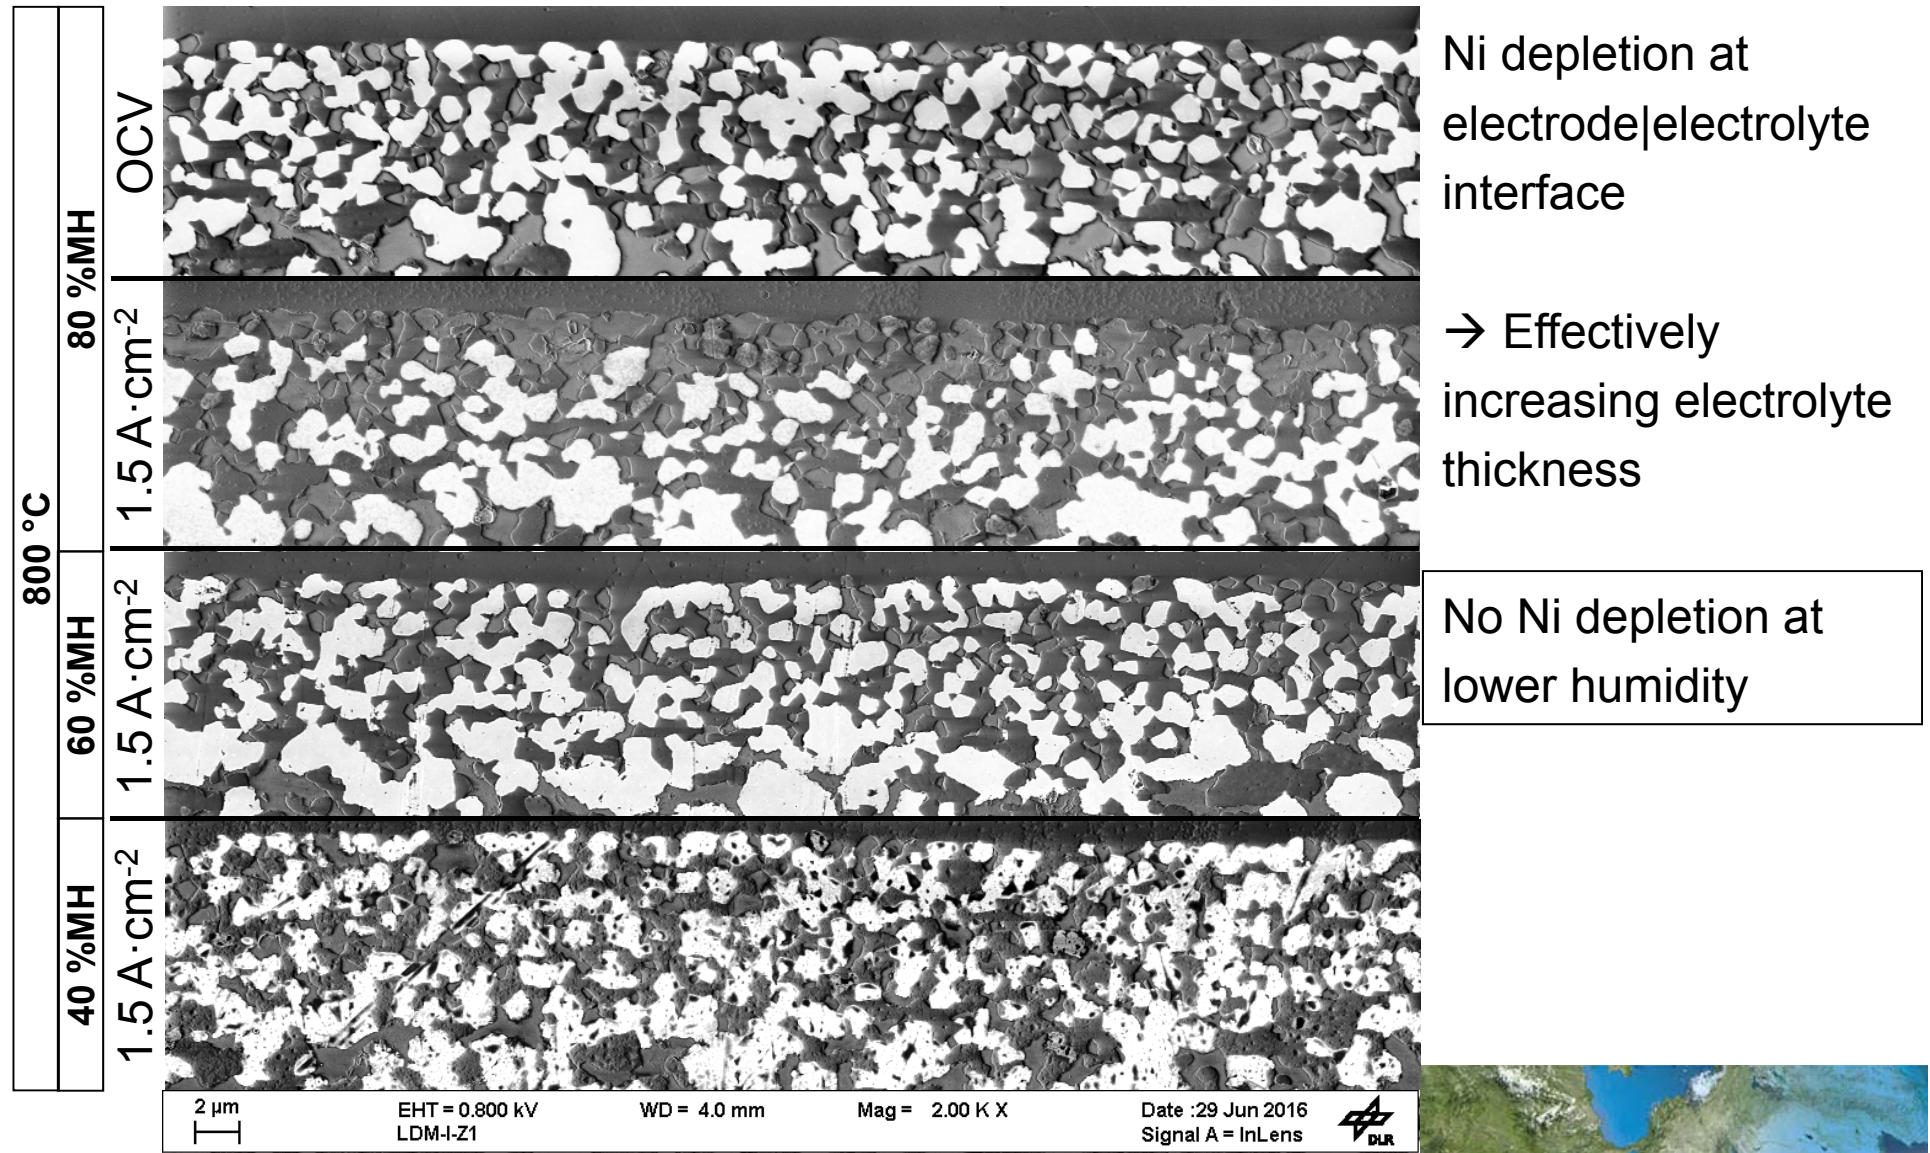 800 °C
80 %MH
OCV
1.5 A·cm-2
60 %MH
1.5 A·cm-2
40 %MH
1.5 A·cm-2
Ni depletion at
electrode|electrolyte
interface
→ Effectively
increasing electrolyte
thickness
No Ni depletion at
lower humidity
2 µm EHT = 0.800 kV WD = 4.0 mm Mag = 2.00 K X Date :29 Jun 2016
LDM-I-Z1 Signal A = InLens DLR